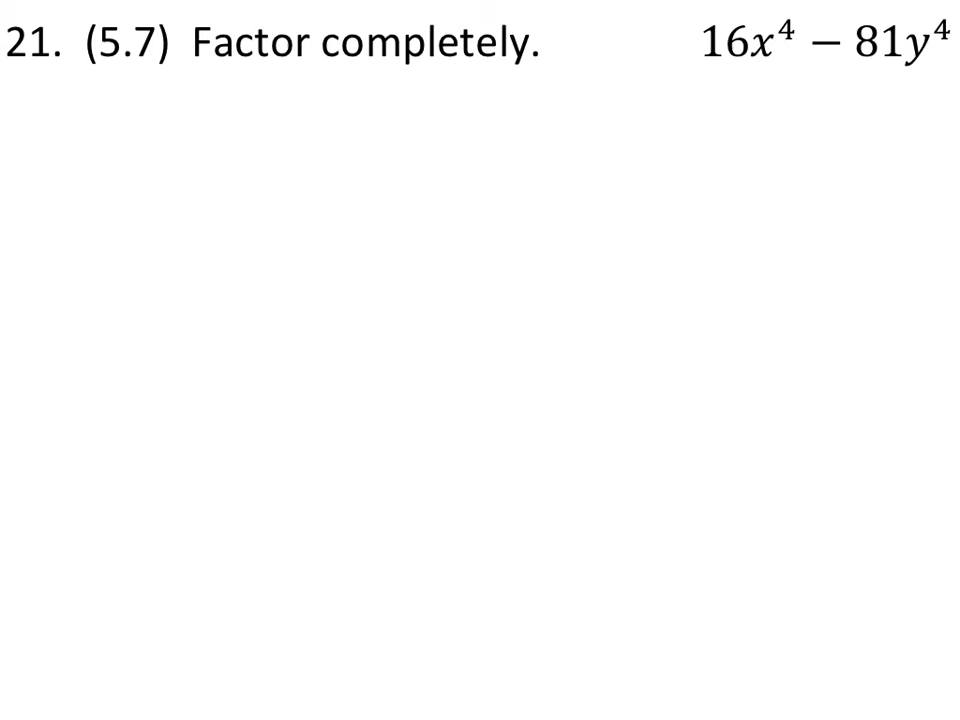 21. (5.7) Factor completely. 16x⁴ − 81y⁴